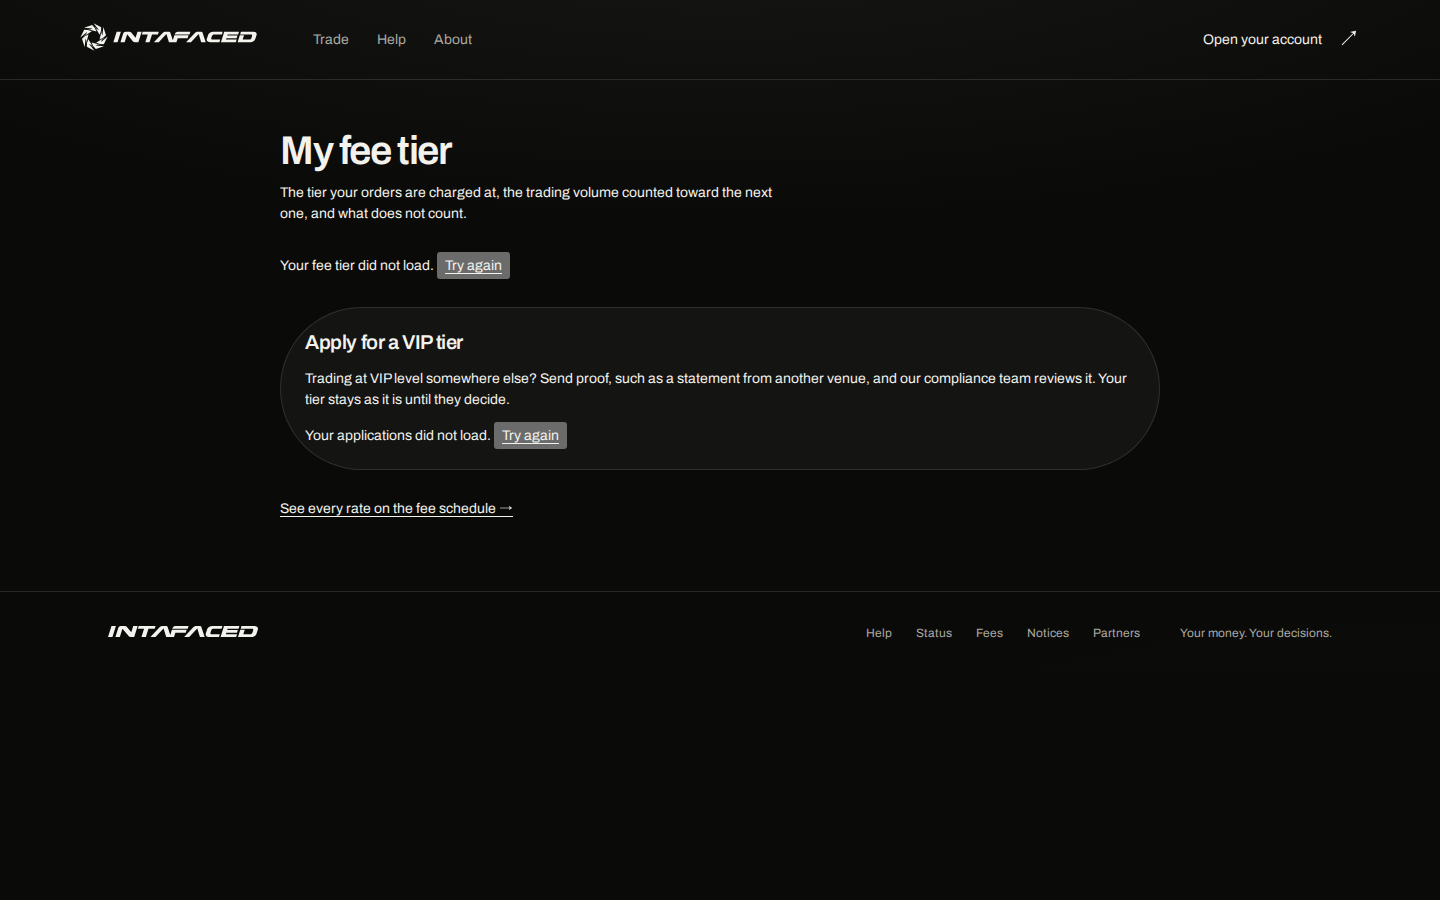 INTAFACED
Trade
Help
About
Open your account
My fee tier
The tier your orders are charged at, the trading volume counted toward the next
one, and what does not count.
Your fee tier did not load. Try again
Apply for a VIP tier
Trading at VIP level somewhere else? Send proof, such as a statement from another venue, and our compliance team reviews it. Your
tier stays as it is until they decide.
Your applications did not load. Try again
See every rate on the fee schedule →
INTAFACED
Help
Status
Fees
Notices
Partners
Your money. Your decisions.